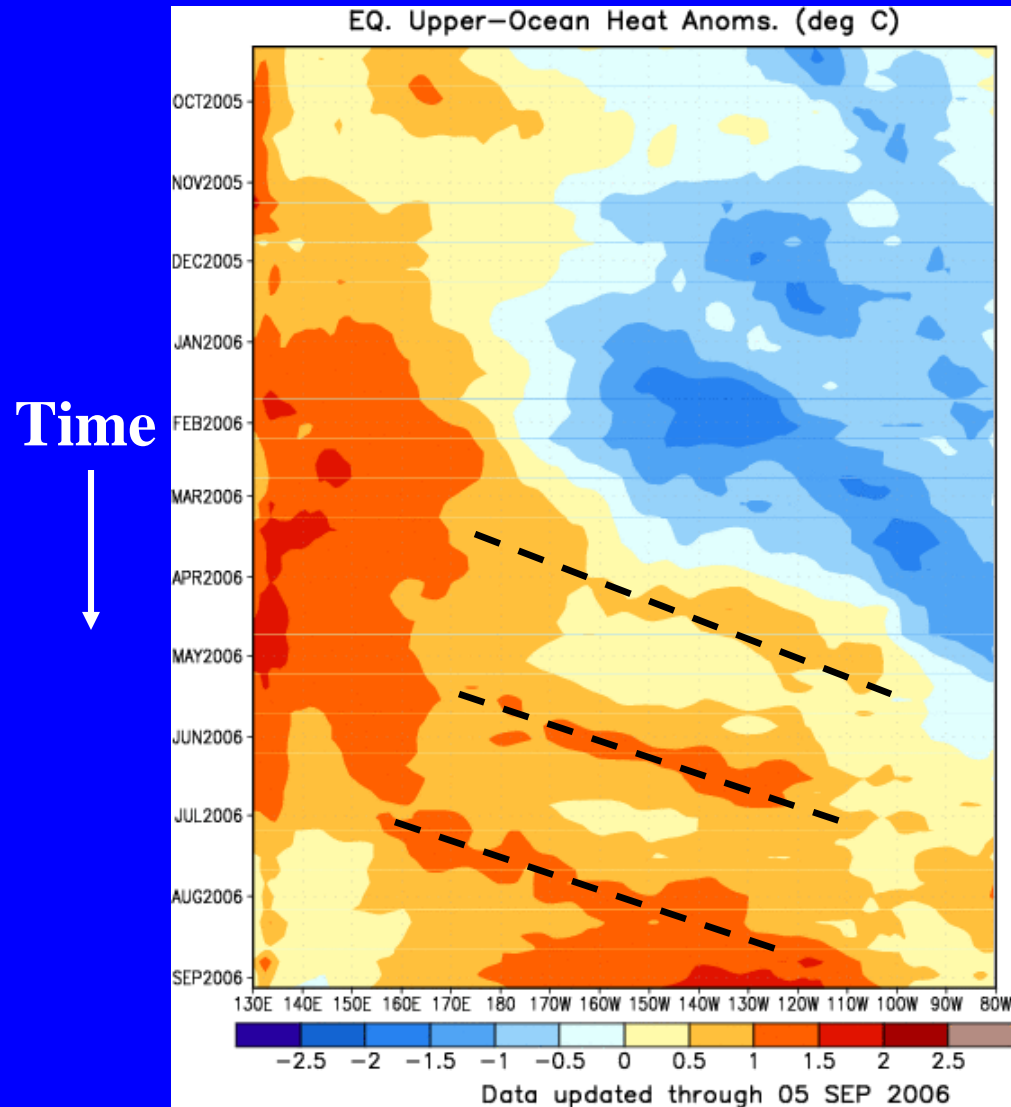 EQ. Upper-Ocean Heat Anoms. (deg C)
OCT2005
NOV2005
DEC2005
JAN2006
Time
FEB2006
MAR2006
APR2006
MAY2006
JUN2006
JUL2006
AUG2006
SEP2006
130E 140E 150E 160E 170E 180 170W 160W 150W 140W 130W 120W 110W 100W 90W 80W
-2.5 -2 -1.5 -1 -0.5 0 0.5 1 1.5 2 2.5
Data updated through 05 SEP 2006